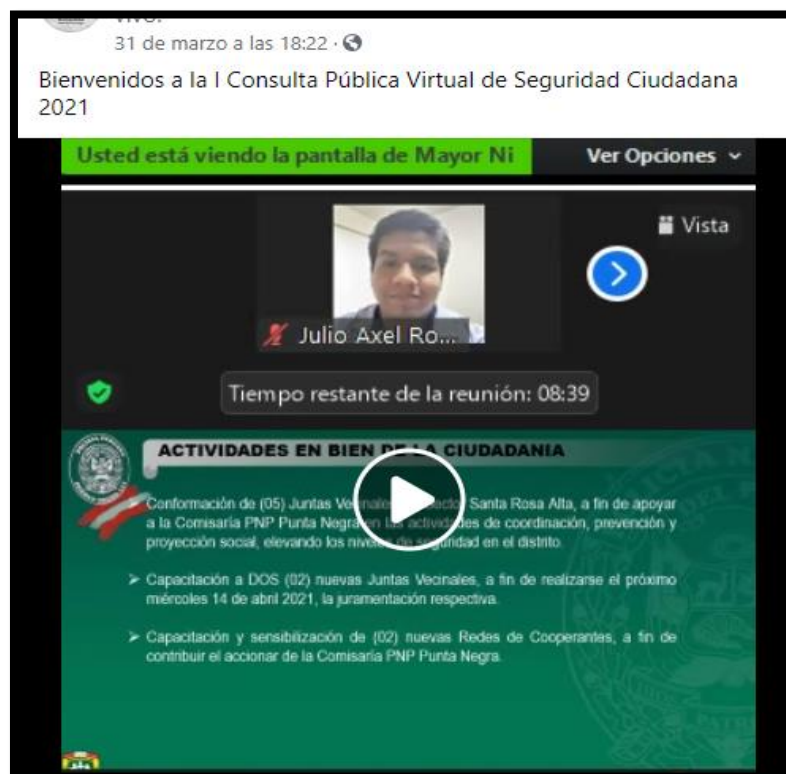 vivo.
31 de marzo a las 18:22 ·
Bienvenidos a la I Consulta Pública Virtual de Seguridad Ciudadana
2021
Usted está viendo la pantalla de Mayor Ni
Ver Opciones
Vista
Julio Axel Ro...
Tiempo restante de la reunión: 08:39
ACTIVIDADES EN BIEN DE LA CIUDADANIA
Conformación de (05) Juntas Santa Rosa Alta, a fin de apoyar
a la Comisaría PNP Punta Negra en las actividades de coordinación, prevención y
proyección social, elevando los niveles de seguridad en el distrito.
➤ Capacitación a DOS (02) nuevas Juntas Vecinales, a fin de realizarse el próximo
miércoles 14 de abril 2021, la juramentación respectiva.
➤ Capacitación y sensibilización de (02) nuevas Redes de Cooperantes, a fin de
contribuir el accionar de la Comisaría PNP Punta Negra.